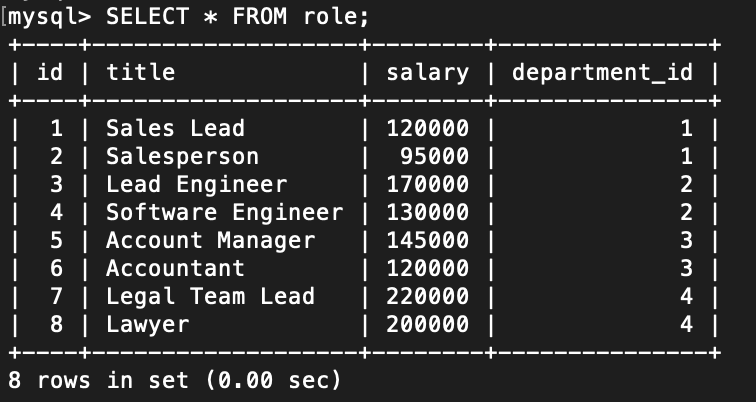 [mysql> SELECT * FROM role;
+----+-------------------+--------+---------------+
| id | title             | salary | department_id |
+----+-------------------+--------+---------------+
|  1 | Sales Lead        | 120000 |             1 |
|  2 | Salesperson       |  95000 |             1 |
|  3 | Lead Engineer     | 170000 |             2 |
|  4 | Software Engineer | 130000 |             2 |
|  5 | Account Manager   | 145000 |             3 |
|  6 | Accountant        | 120000 |             3 |
|  7 | Legal Team Lead   | 220000 |             4 |
|  8 | Lawyer            | 200000 |             4 |
+----+-------------------+--------+---------------+
8 rows in set (0.00 sec)